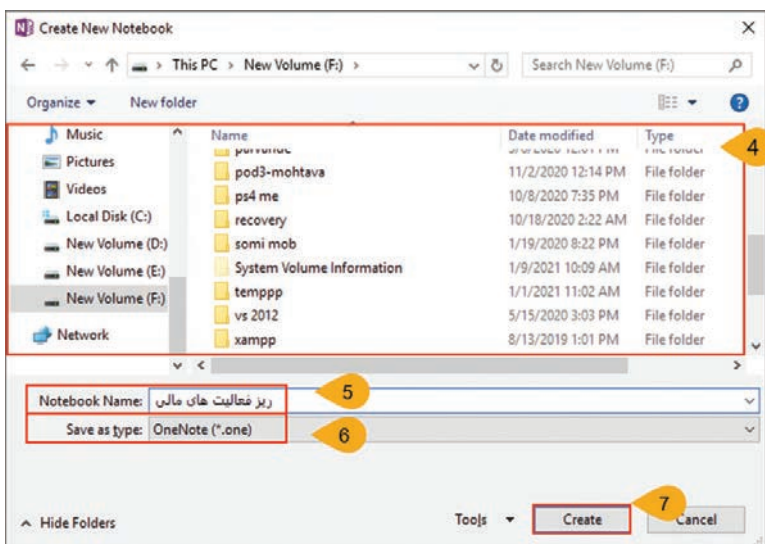 Create New Notebook
This PC > New Volume (F:) >
Search New Volume (F:)
Organize
New folder
Name Date modified Type
4
Music
Pictures
Videos
Local Disk (C:)
New Volume (D:)
New Volume (E:)
New Volume (F:)
Network
pod3-mohtava 11/2/2020 12:14 PM File folder
ps4 me 10/8/2020 7:35 PM File folder
recovery 10/18/2020 2:22 AM File folder
somi mob 1/19/2020 8:22 PM File folder
System Volume Information 1/9/2021 10:09 AM File folder
temppp 1/1/2021 11:02 AM File folder
vs 2012 5/15/2020 3:03 PM File folder
xampp 8/13/2019 1:01 PM File folder
Notebook Name: ریز فعالیت های مالی
5
Save as type: OneNote (*.one)
6
Hide Folders
Tools
Create
7
Cancel